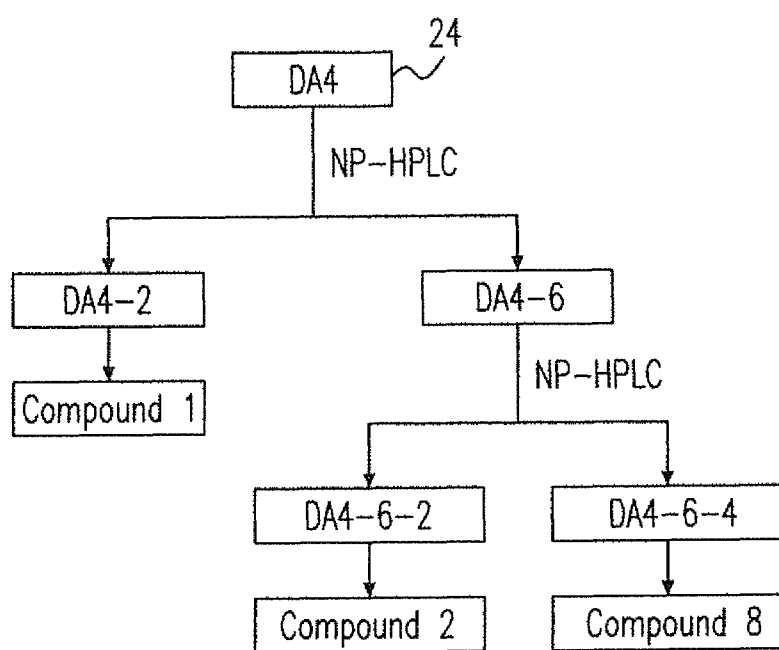 24
DA4
NP-HPLC
DA4-2
DA4-6
NP-HPLC
Compound 1
DA4-6-2
DA4-6-4
Compound 2
Compound 8